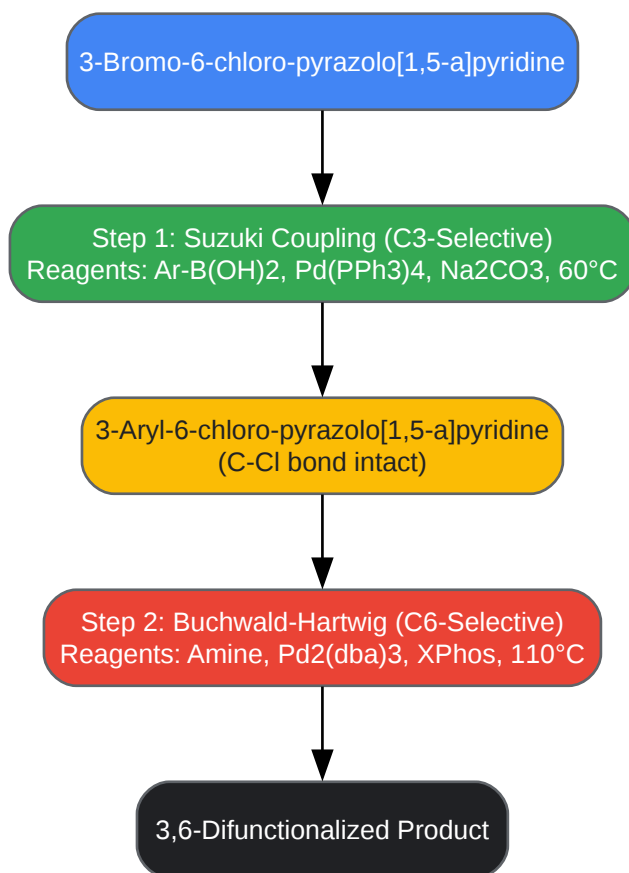 3-Bromo-6-chloro-pyrazolo[1,5-a]pyridine
Step 1: Suzuki Coupling (C3-Selective)
Reagents: Ar-B(OH)2, Pd(PPh3)4, Na2CO3, 60°C
3-Aryl-6-chloro-pyrazolo[1,5-a]pyridine
(C-Cl bond intact)
Step 2: Buchwald-Hartwig (C6-Selective)
Reagents: Amine, Pd2(dba)3, XPhos, 110°C
3,6-Difunctionalized Product